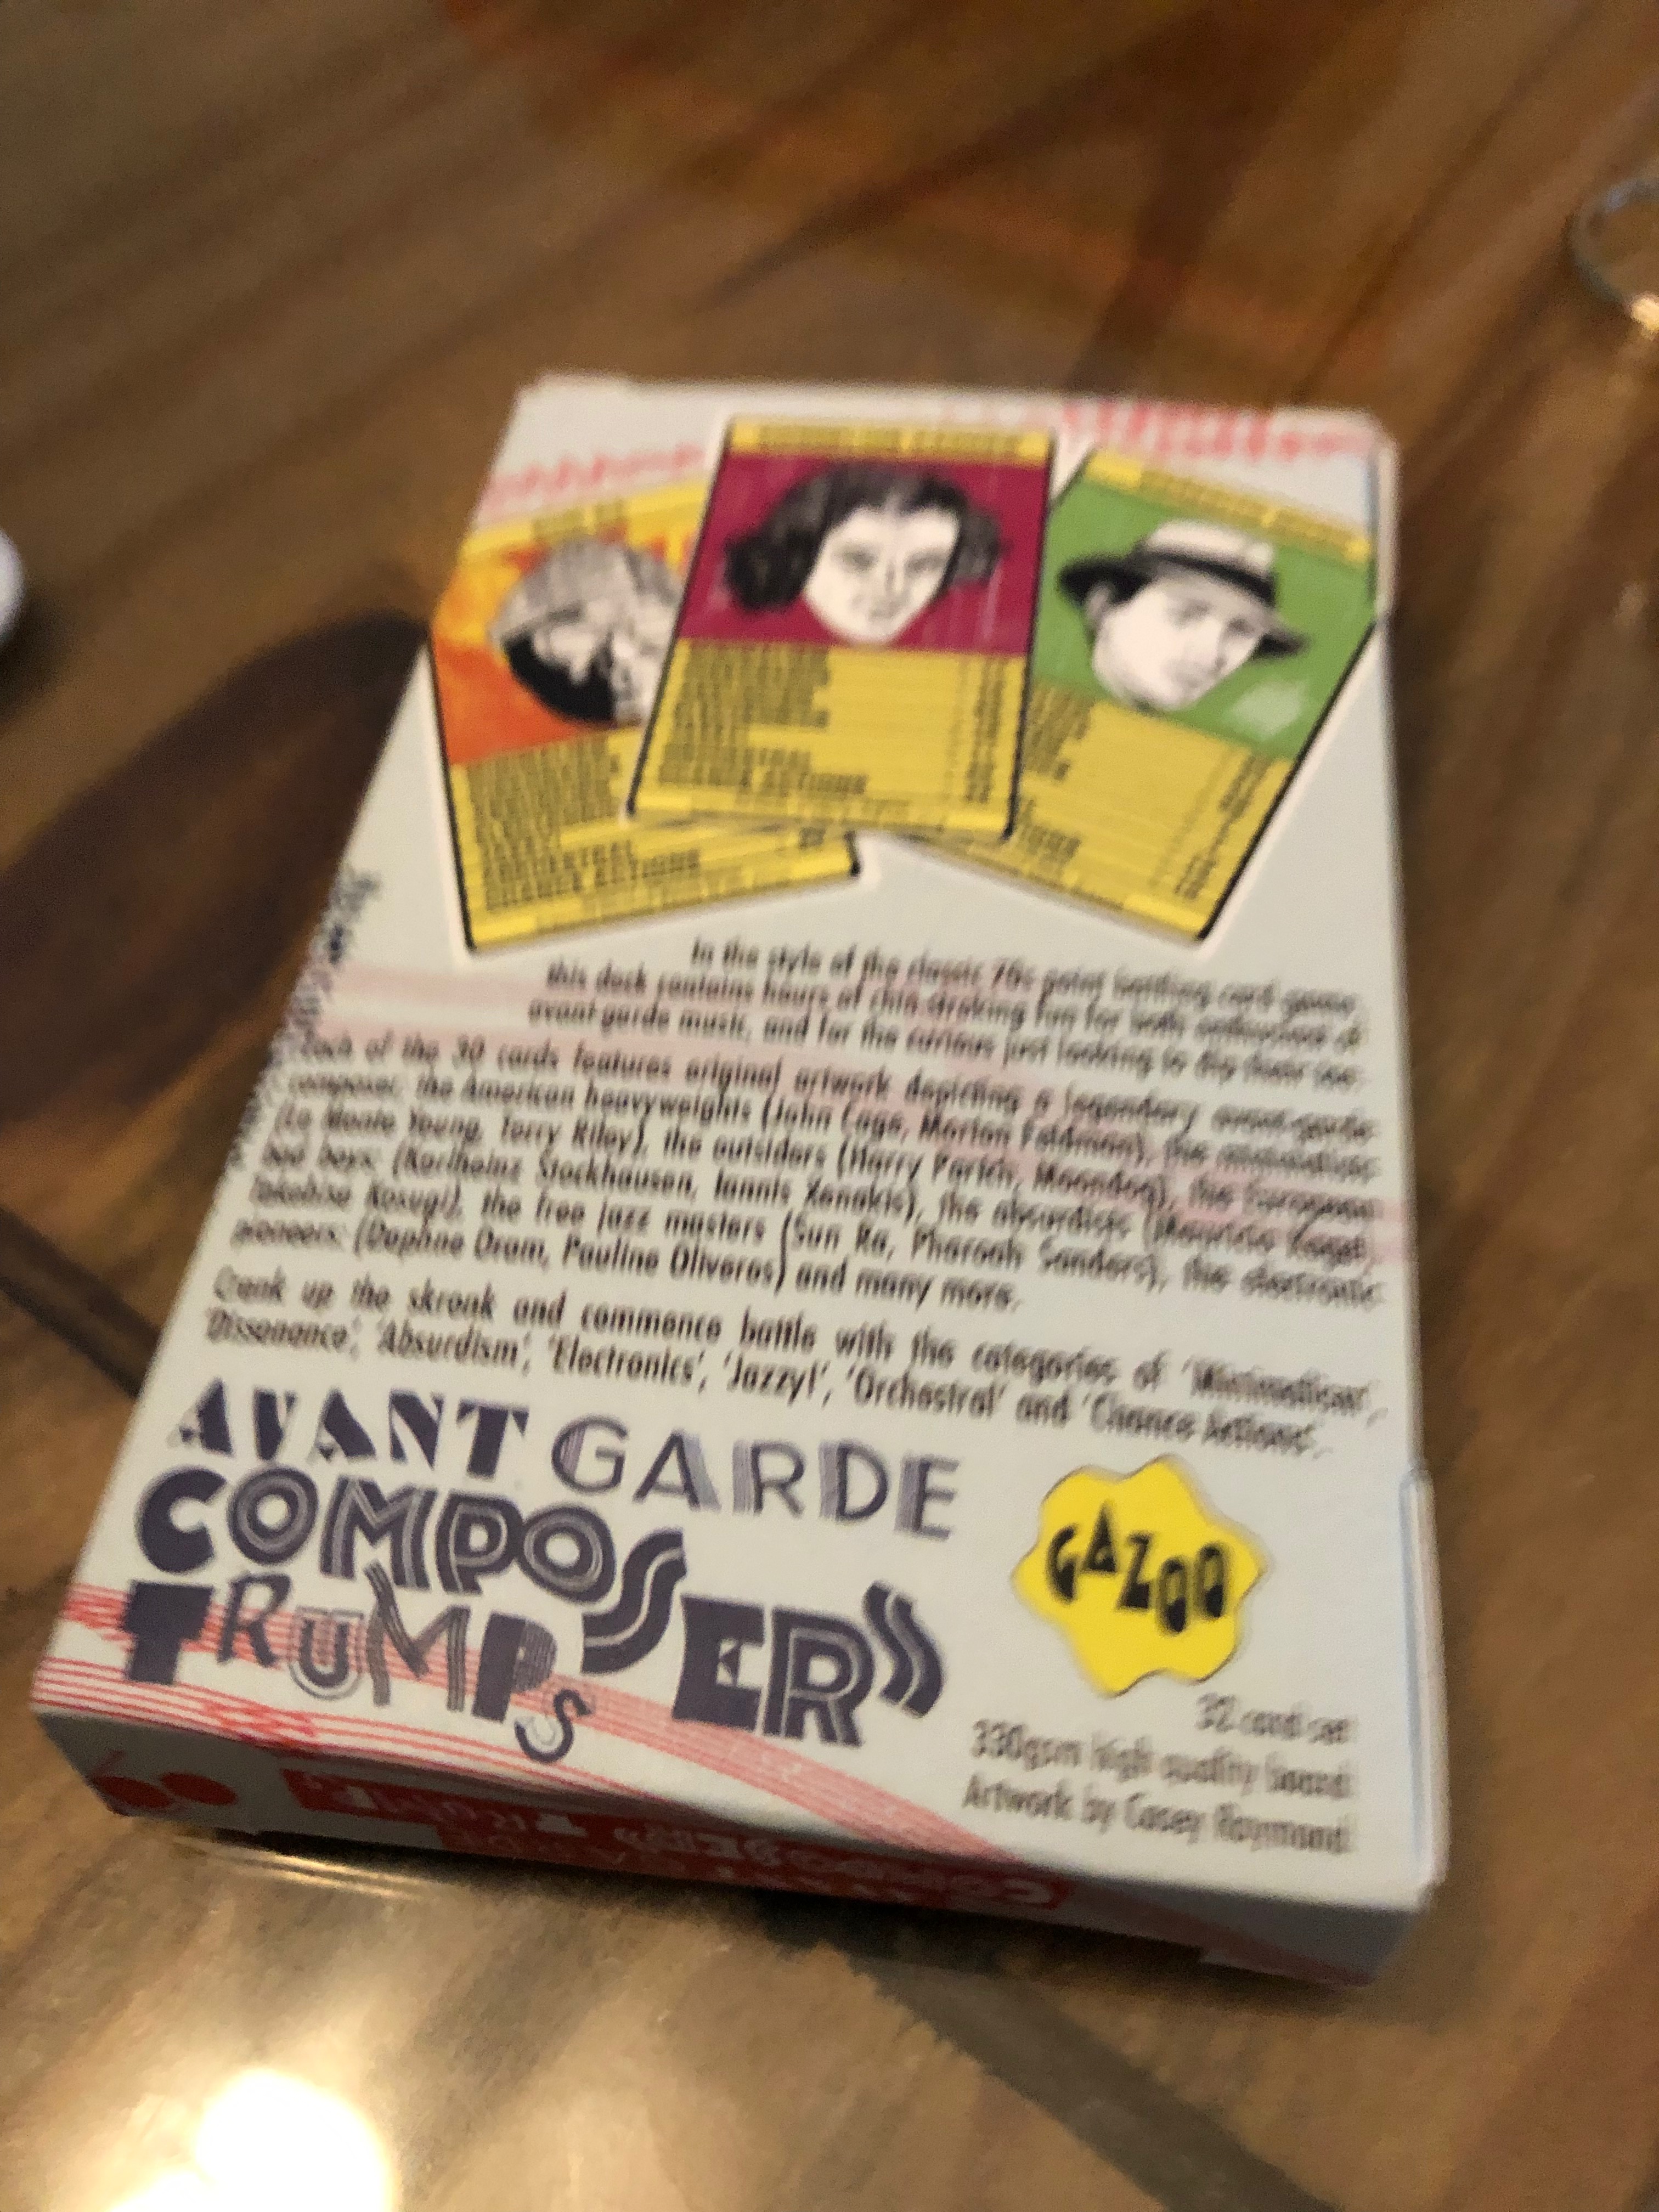 In the style of the classic 70s point battling card game,
this deck contains hours of chin-stroking fun for both enthusiasts of
avant-garde music, and for the curious just looking to dip their toe.
Each of the 30 cards features original artwork depicting a legendary avant-garde
composer, the American heavyweights (John Cage, Morton Feldman), the minimalists
(La Monte Young, Terry Riley), the outsiders (Harry Partch, Moondog), the European
bad boys: (Karlheinz Stockhausen, Iannis Xenakis), the absurdists (Mauricio Kagel,
Takehisa Kosugi), the free jazz masters (Sun Ra, Pharoah Sanders), the electronic
pioneers: (Daphne Oram, Pauline Oliveros) and many more.
Crank up the skronk and commence battle with the categories of 'Minimalism',
'Dissonance', 'Absurdism', 'Electronics', 'Jazzy!', 'Orchestral' and 'Chance Actions'.
AVANT GARDE
COMPOSERS
TRUMPS
GAZOO
32 card set
330gsm high quality board
Artwork by Casey Raymond